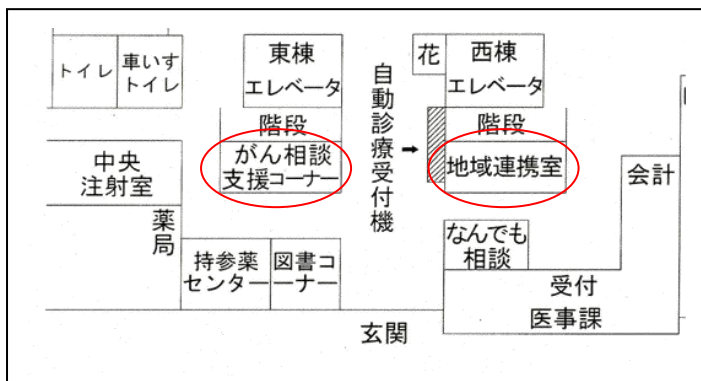 トイレ
車いす
トイレ
東棟
エレベータ
花
西棟
エレベータ
自動診療受付機
→
階段
階段
中央
注射室
がん相談
支援コーナー
地域連携室
会計
薬局
なんでも
相談
持参薬
センター
図書コ
ーナー
受付
医事課
玄関